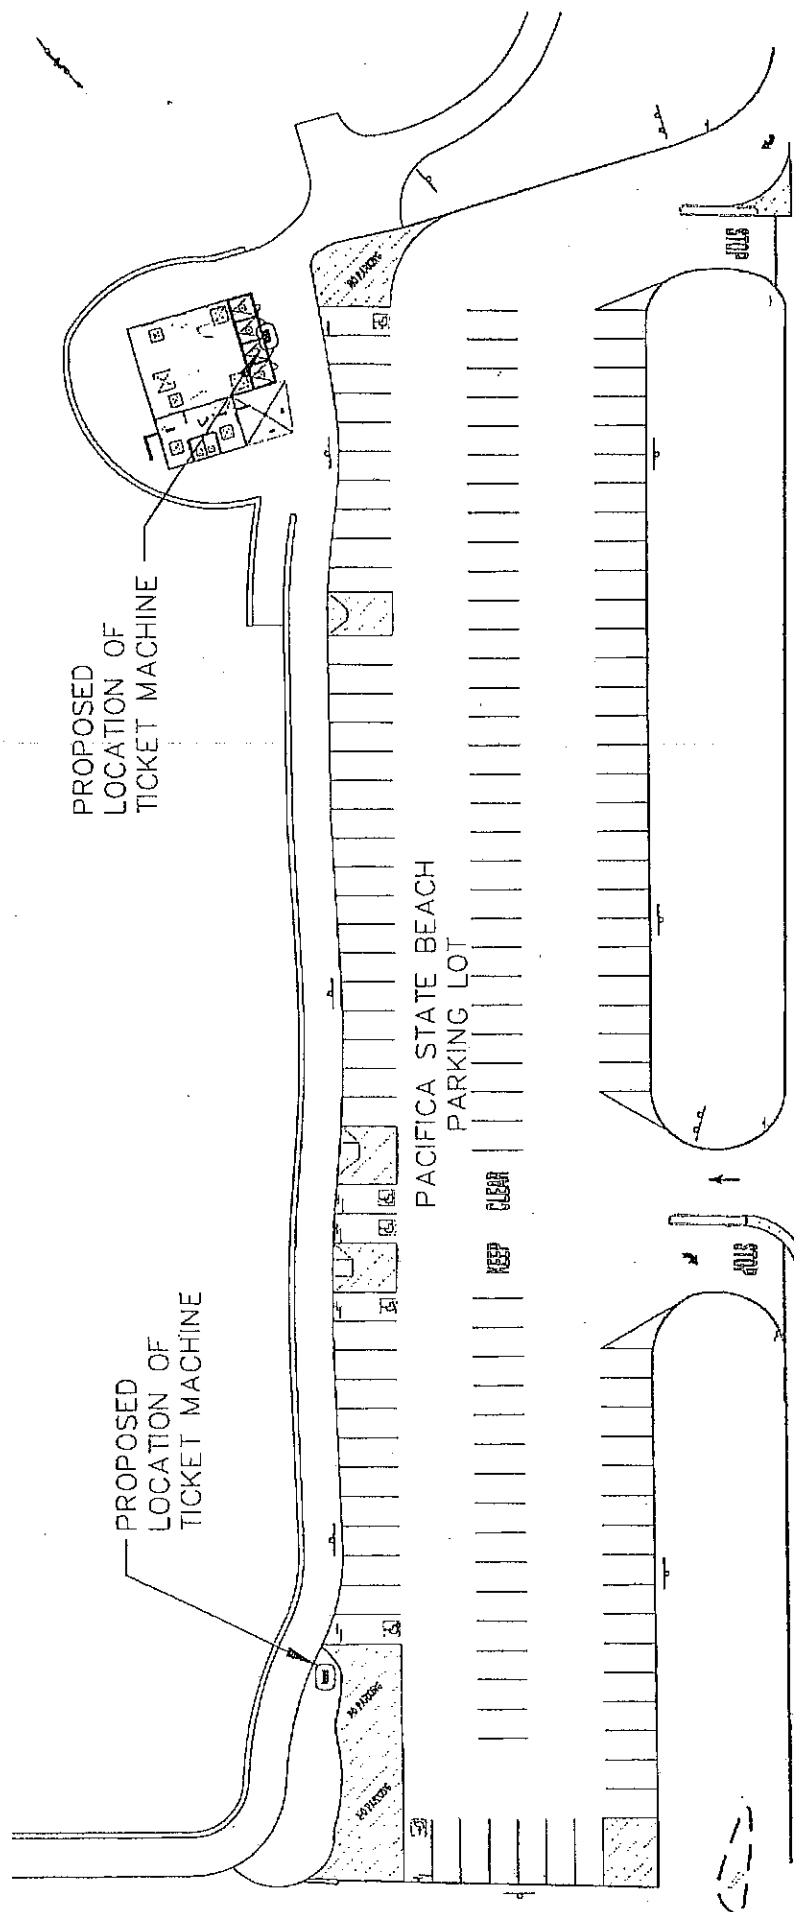 PROPOSED
LOCATION OF
TICKET MACHINE
PROPOSED
LOCATION OF
TICKET MACHINE
PACIFICA STATE BEACH
PARKING LOT
KEEP CLEAR
NO PARKING
NO PARKING
NO PARKING
STOP
STOP